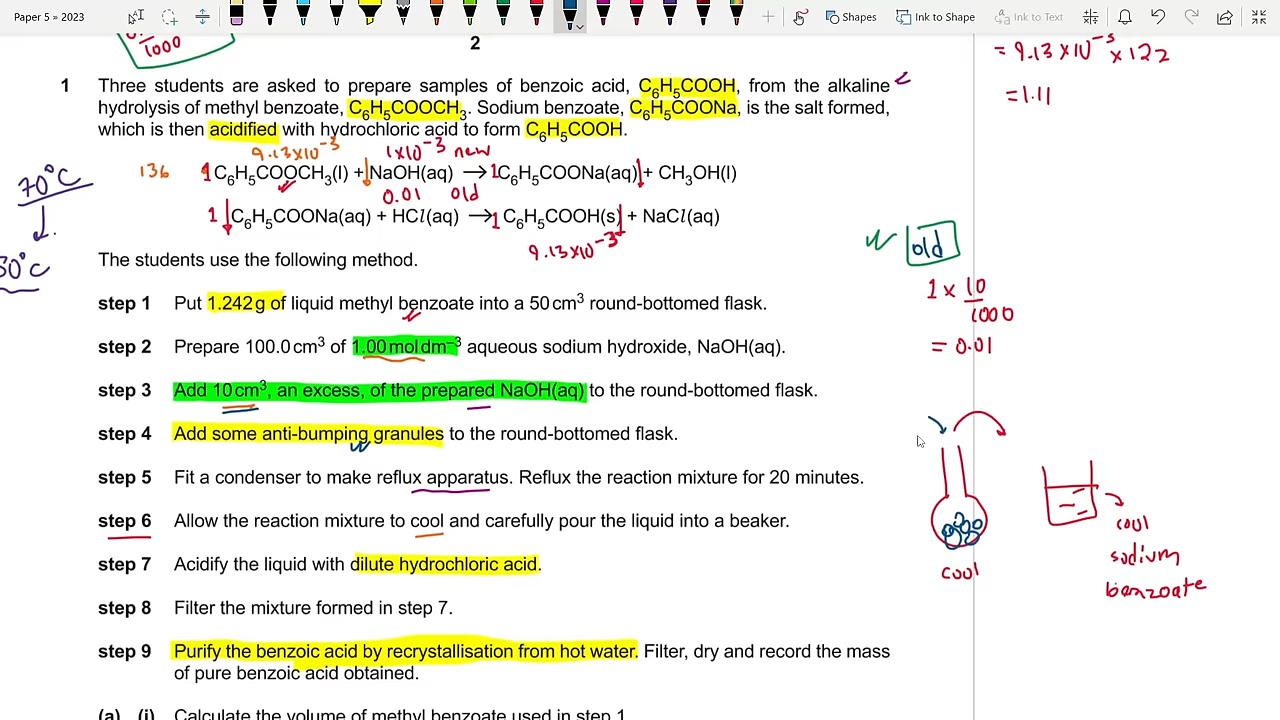 Paper 5 » 2023
Shapes
Ink to Shape
Ink to Text
1000
2
= 9.13×10⁻³ ×122
= 1.11
1 Three students are asked to prepare samples of benzoic acid, C₆H₅COOH, from the alkaline
hydrolysis of methyl benzoate, C₆H₅COOCH₃. Sodium benzoate, C₆H₅COONa, is the salt formed,
which is then acidified with hydrochloric acid to form C₆H₅COOH.
9.13×10⁻³ 1×10⁻³ new
136 1 C₆H₅COOCH₃(l) + 1 NaOH(aq) → 1 C₆H₅COONa(aq) + CH₃OH(l)
0.01 old
70°C
1 C₆H₅COONa(aq) + HCl(aq) → 1 C₆H₅COOH(s) + NaCl(aq)
9.13×10⁻³
old
The students use the following method.
1 × 10
1000
= 0.01
step 1 Put 1.242 g of liquid methyl benzoate into a 50 cm³ round-bottomed flask.
step 2 Prepare 100.0 cm³ of 1.00 mol dm⁻³ aqueous sodium hydroxide, NaOH(aq).
step 3 Add 10 cm³, an excess, of the prepared NaOH(aq) to the round-bottomed flask.
step 4 Add some anti-bumping granules to the round-bottomed flask.
step 5 Fit a condenser to make reflux apparatus. Reflux the reaction mixture for 20 minutes.
step 6 Allow the reaction mixture to cool and carefully pour the liquid into a beaker.
step 7 Acidify the liquid with dilute hydrochloric acid.
step 8 Filter the mixture formed in step 7.
step 9 Purify the benzoic acid by recrystallisation from hot water. Filter, dry and record the mass
of pure benzoic acid obtained.
cool
cool
sodium
benzoate
(a) (i) Calculate the volume of methyl benzoate used in step 1